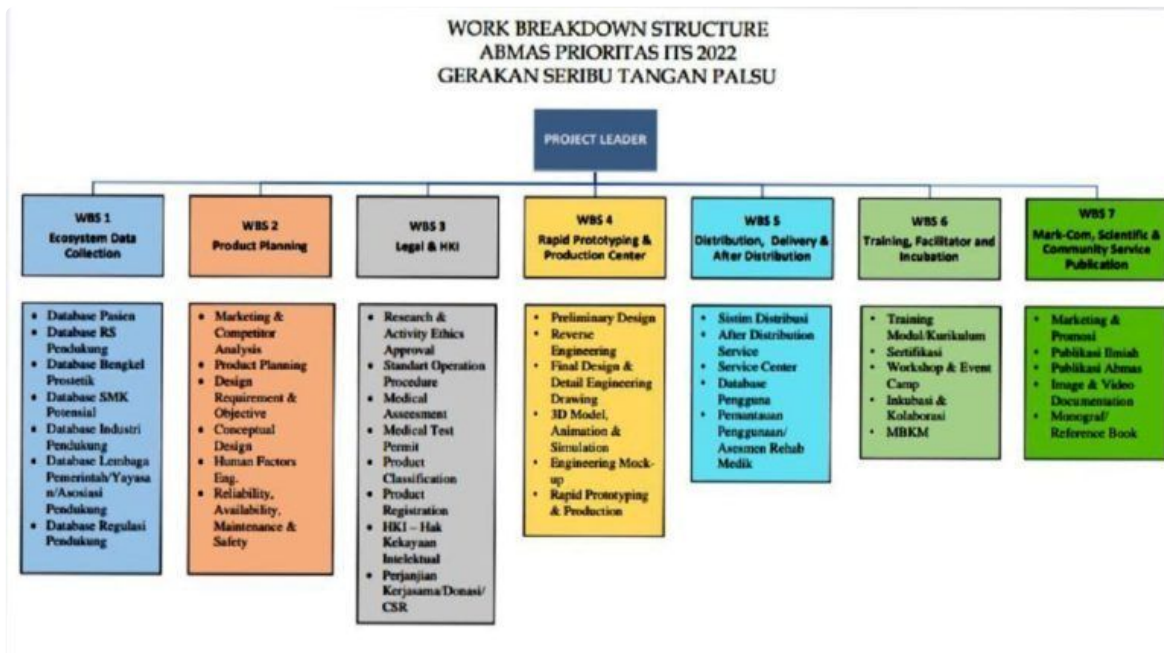 WORK BREAKDOWN STRUCTURE
ABMAS PRIORITAS ITS 2022
GERAKAN SERIBU TANGAN PALSU
PROJECT LEADER
WBS 1
Ecosystem Data
Collection
WBS 2
Product Planning
WBS 3
Legal & HKI
WBS 4
Rapid Prototyping &
Production Center
WBS 5
Distribution, Delivery &
After Distribution
WBS 6
Training, Facilitator and
Incubation
WBS 7
Mark-Com, Scientific &
Community Service
Publication
• Database Pasien
• Database RS
Pendukung
• Database Bengkel
Prostetik
• Database SMK
Potensial
• Database Industri
Pendukung
• Database Lembaga
Pemerintah/Yayasa
n/Asosiasi
Pendukung
• Database Regulasi
Pendukung
• Marketing &
Competitor
Analysis
• Product Planning
• Design
Requirement &
Objective
• Conceptual
Design
• Human Factors
Eng.
• Reliability,
Availability,
Maintenance &
Safety
• Research &
Activity Ethics
Approval
• Standart Operation
Procedure
• Medical
Assesment
• Medical Test
Permit
• Product
Classification
• Product
Registration
• HKI – Hak
Kekayaan
Intelektual
• Perjanjian
Kerjasama/Donasi/
CSR
• Preliminary Design
• Reverse
Engineering
• Final Design &
Detail Engineering
Drawing
• 3D Model,
Animation &
Simulation
• Engineering Mock-
up
• Rapid Prototyping
& Production
• Sistim Distribusi
• After Distribution
Service
• Service Center
• Database
Pengguna
• Pemantauan
Penggunaan/
Asesmen Rehab
Medik
• Training
Modul/Kurikulum
• Sertifikasi
• Workshop & Event
Camp
• Inkubasi &
Kolaborasi
• MBKM
• Marketing &
Promosi
• Publikasi Ilmiah
• Publikasi Abmas
• Image & Video
Documentation
• Monograf/
Reference Book